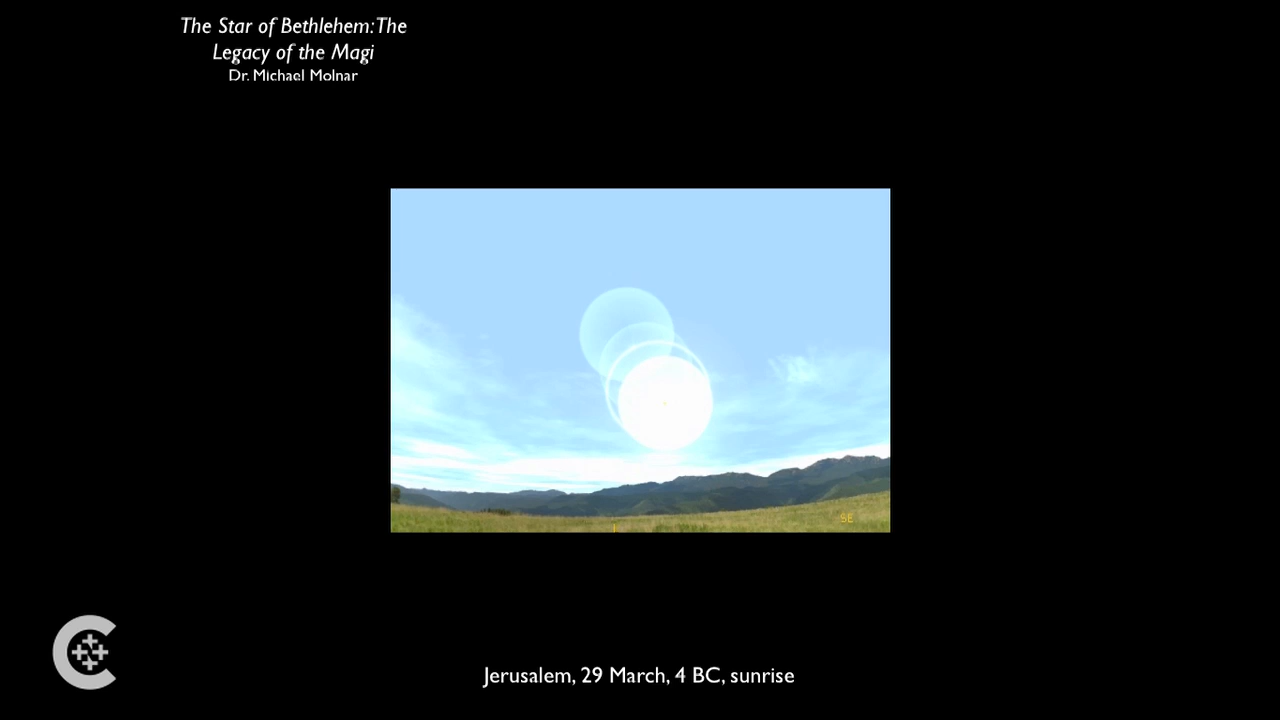 The Star of Bethlehem: The
Legacy of the Magi
Dr. Michael Molnar
SE
Jerusalem, 29 March, 4 BC, sunrise